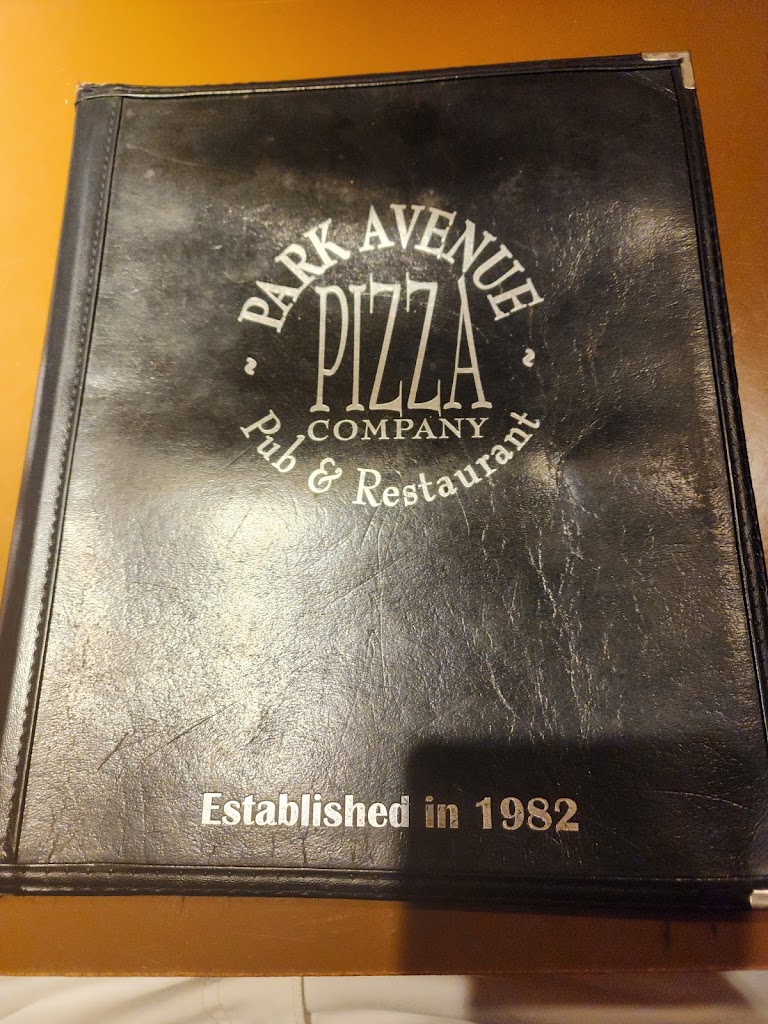 PARK AVENUE
PIZZA
COMPANY
~ Pub & Restaurant ~
Established in 1982